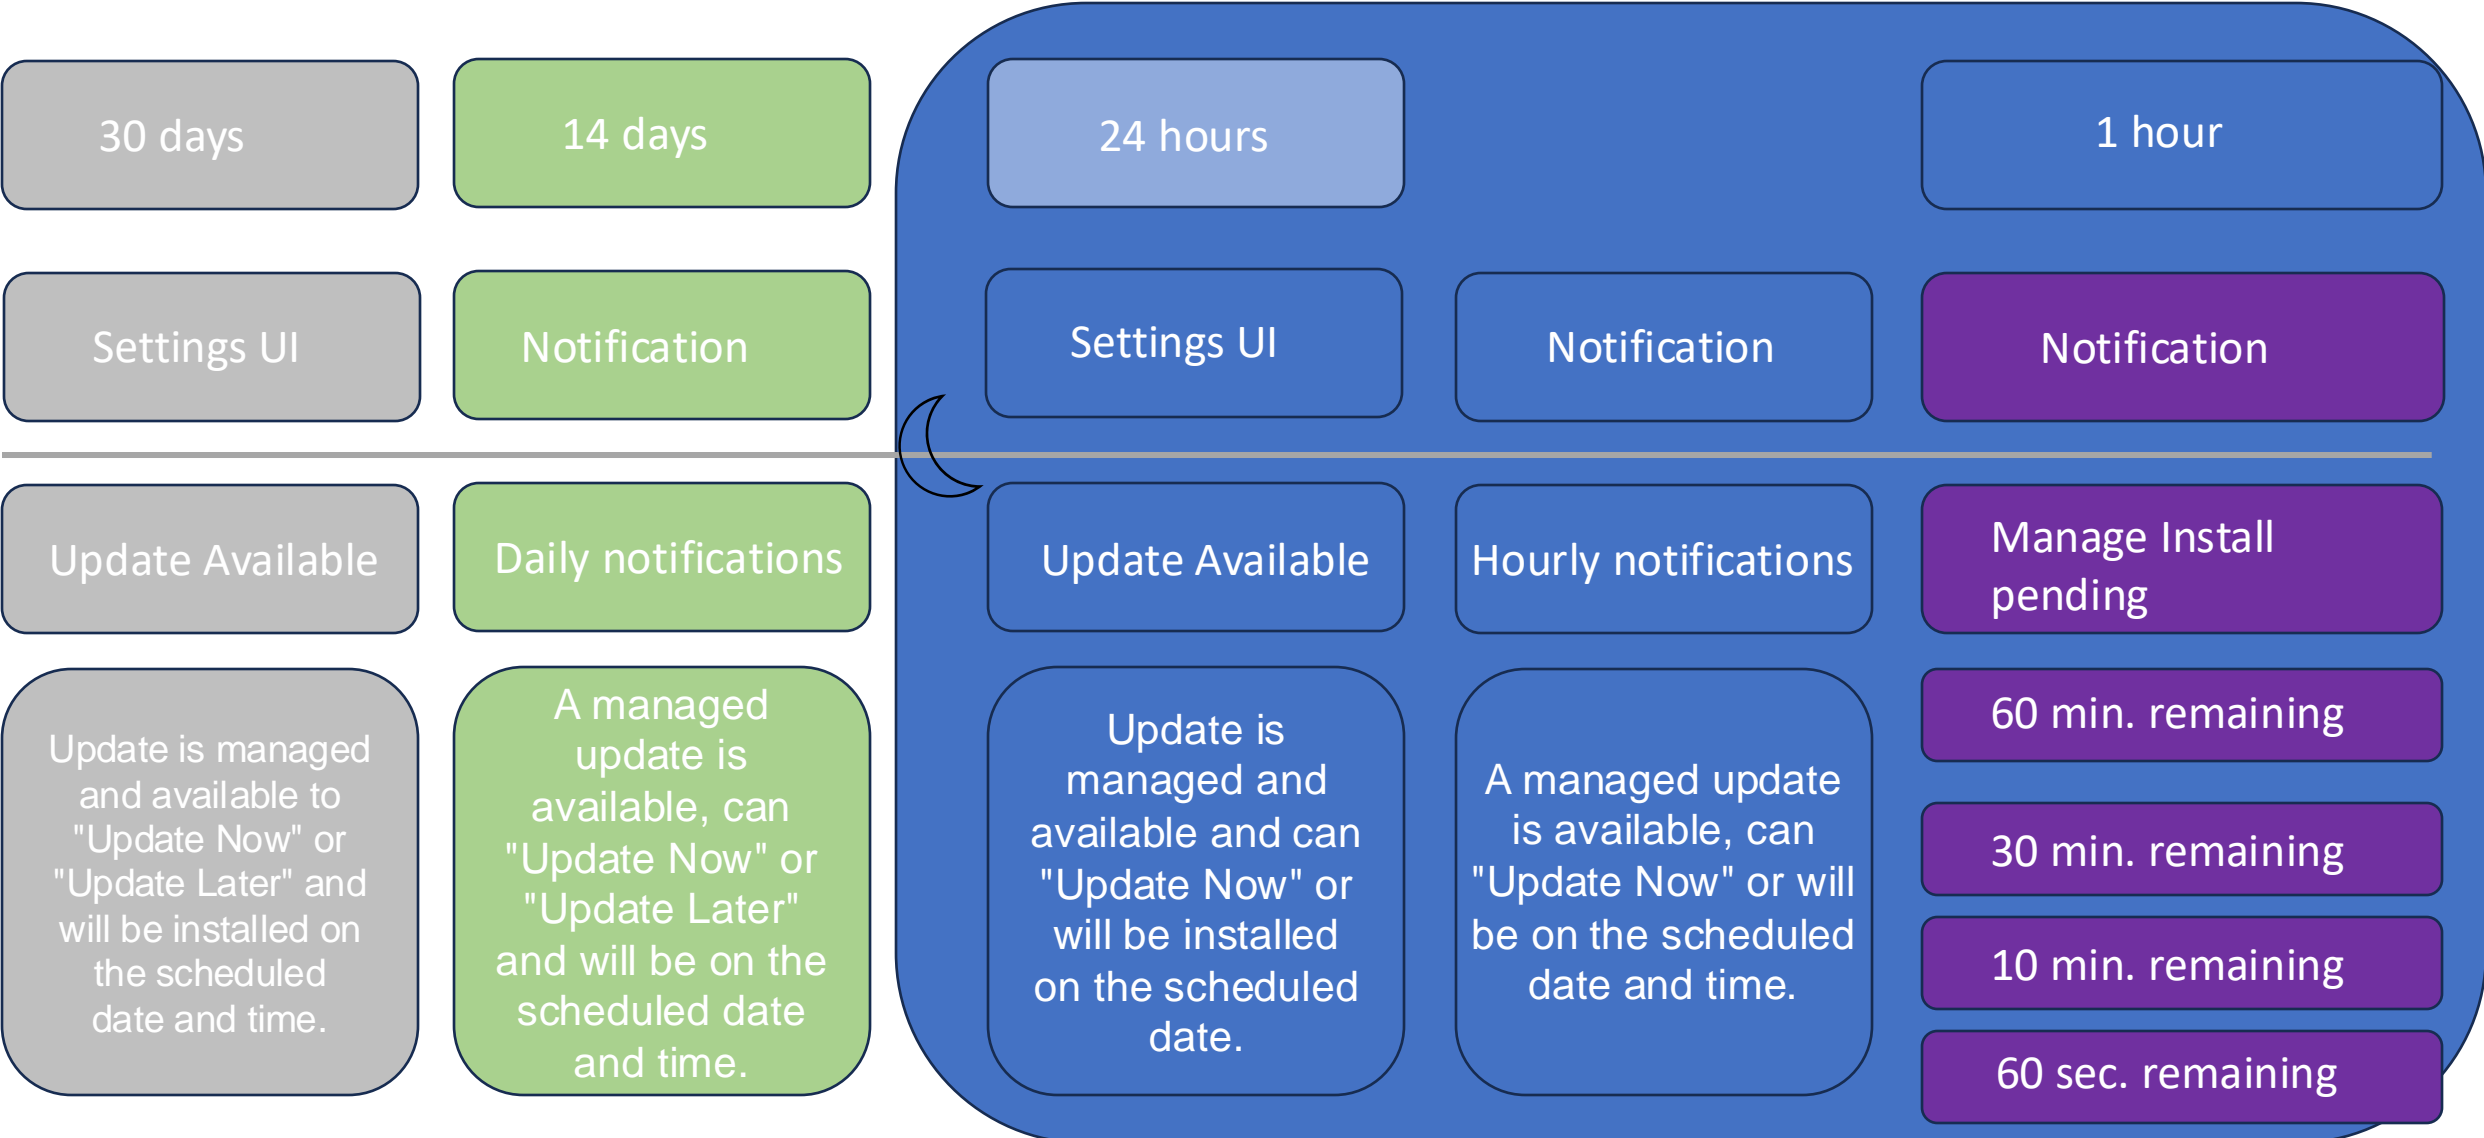 30 days
14 days
24 hours
1 hour
Settings UI
Notification
Settings UI
Notification
Notification
Update Available
Daily notifications
Update Available
Hourly notifications
Manage Install
pending
Update is managed
and available to
"Update Now" or
"Update Later" and
will be installed on
the scheduled
date and time.
A managed
update is
available, can
"Update Now" or
"Update Later"
and will be on the
scheduled date
and time.
Update is
managed and
available and can
"Update Now" or
will be installed
on the scheduled
date.
A managed update
is available, can
"Update Now" or will
be on the scheduled
date and time.
60 min. remaining
30 min. remaining
10 min. remaining
60 sec. remaining